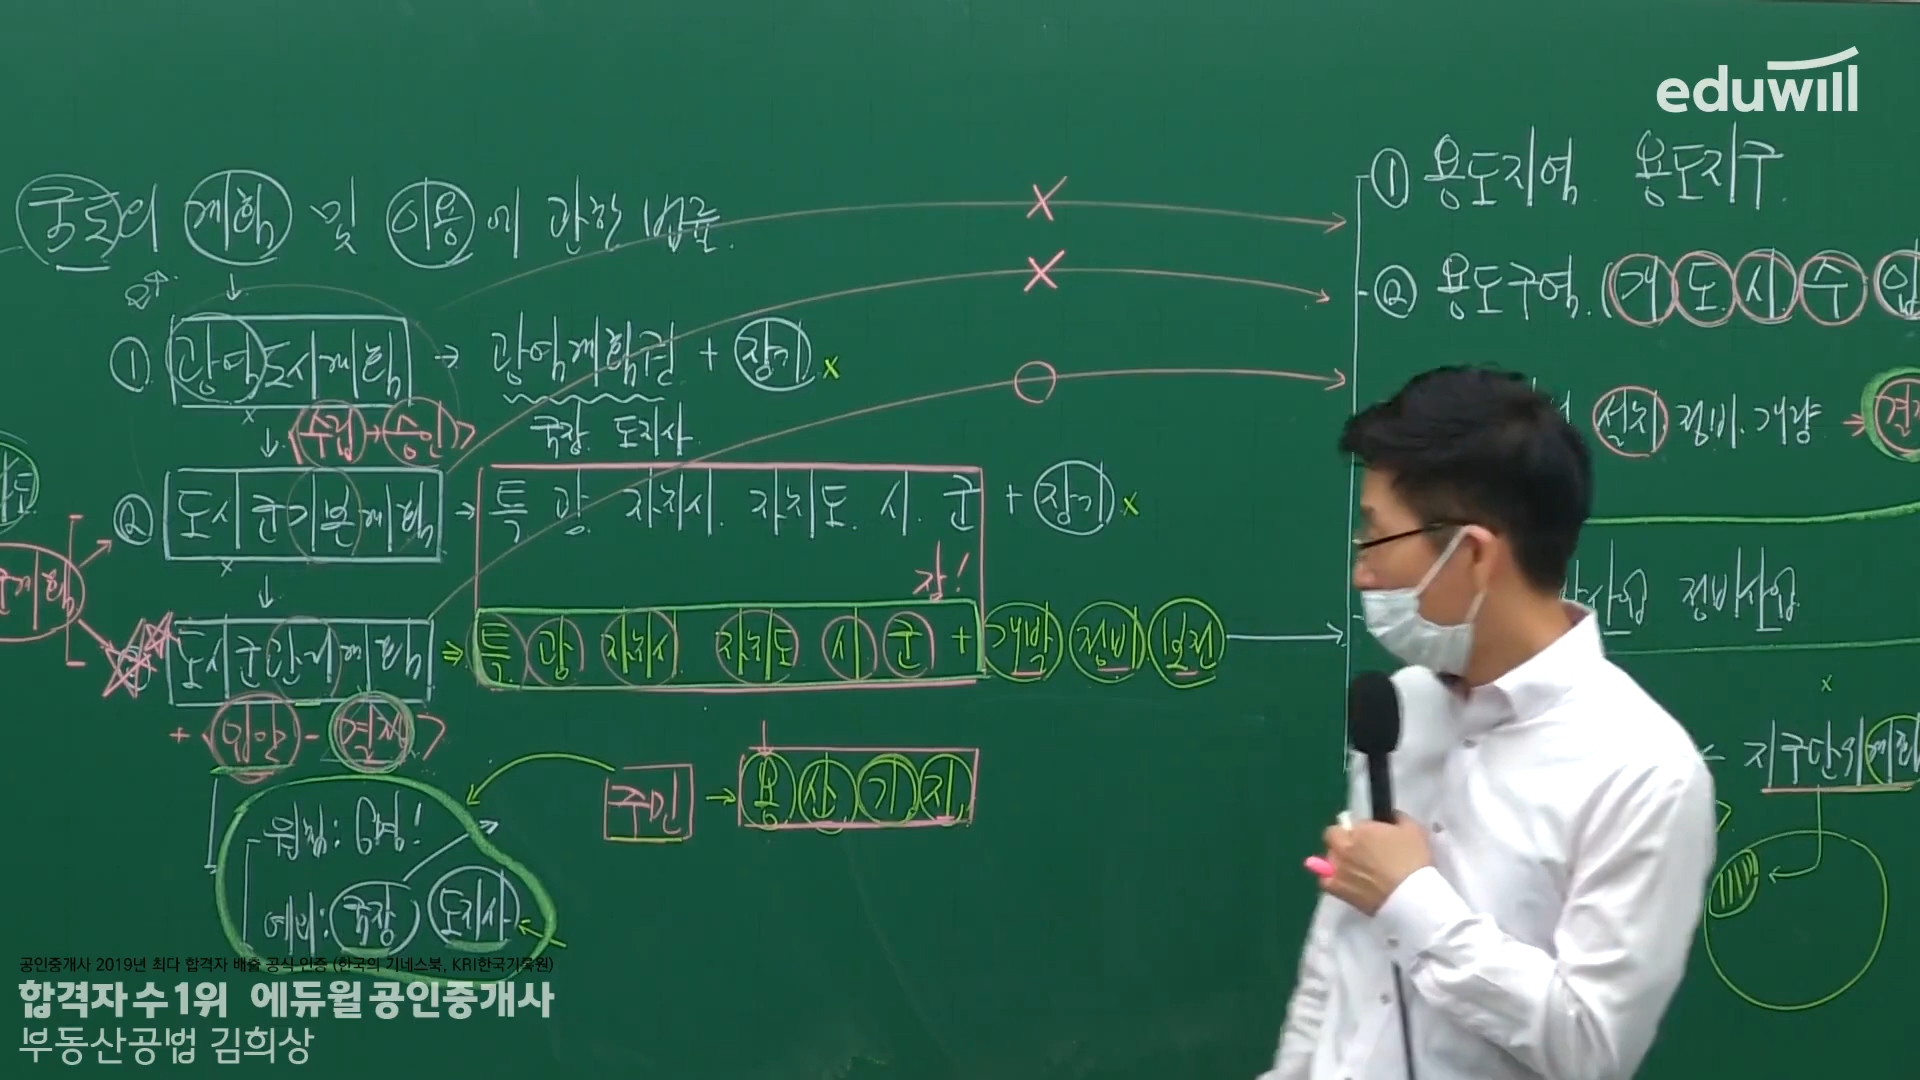 eduwill
국토의 계획 및 이용에 관한 법률.
① 광역도시계획 → 광역계획권 + 장기 x
국장. 도지사.
<수립→승인>
② 도시군기본계획 → 특 광 자치시. 자치도. 시. 군 + 장기 x
장!
도시군관리계획 ⇒ 특 광 자치시 자치도 시 군 + 개발 정비 보전 →
+ <입안 - 결정>
주민 → 용 산 기 지
원칙: 6명!
예비: 국장 도지사
① 용도지역 용도지구.
② 용도구역. (개 도 시 수 입
설치 정비. 개량 →
사업 정비사업
x
지구단위계획
공인중개사 2019년 최다 합격자 배출 공식 인증 (한국의 기네스북, KRI한국기록원)
합격자 수 1위 에듀윌 공인중개사
부동산공법 김희상